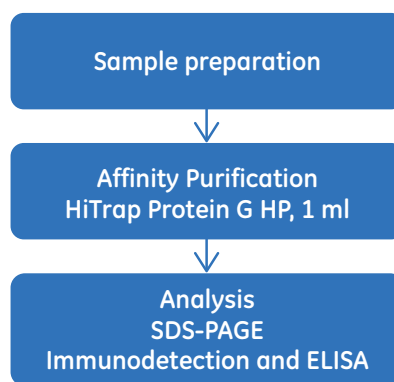 Sample preparation
Affinity Purification
HiTrap Protein G HP, 1 ml
Analysis
SDS-PAGE
Immunodetection and ELISA